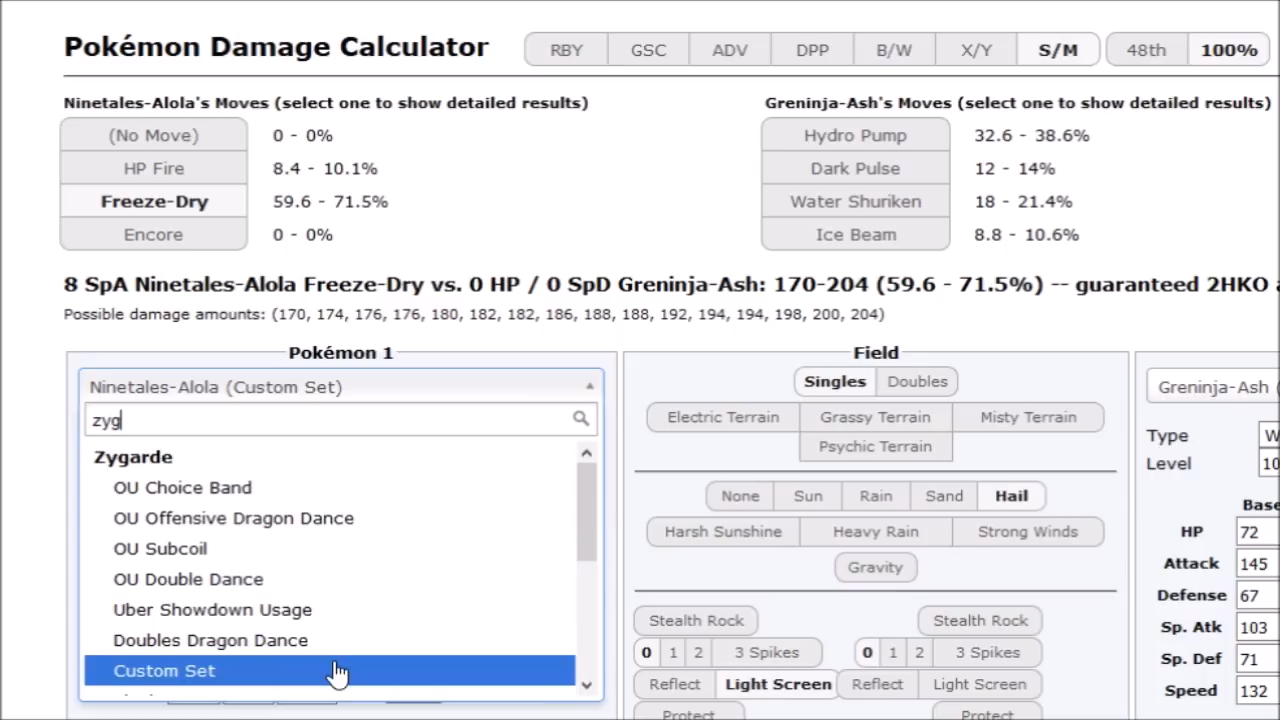 Pokémon Damage Calculator
RBY GSC ADV DPP B/W X/Y S/M 48th 100%
Ninetales-Alola's Moves (select one to show detailed results)
(No Move) 0 - 0%
HP Fire 8.4 - 10.1%
Freeze-Dry 59.6 - 71.5%
Encore 0 - 0%
Greninja-Ash's Moves (select one to show detailed results)
Hydro Pump 32.6 - 38.6%
Dark Pulse 12 - 14%
Water Shuriken 18 - 21.4%
Ice Beam 8.8 - 10.6%
8 SpA Ninetales-Alola Freeze-Dry vs. 0 HP / 0 SpD Greninja-Ash: 170-204 (59.6 - 71.5%) -- guaranteed 2HKO
Possible damage amounts: (170, 174, 176, 176, 180, 182, 182, 186, 188, 188, 192, 194, 194, 198, 200, 204)
Pokémon 1
Ninetales-Alola (Custom Set)
zyg
Zygarde
OU Choice Band
OU Offensive Dragon Dance
OU Subcoil
OU Double Dance
Uber Showdown Usage
Doubles Dragon Dance
Custom Set
Field
Singles Doubles
Electric Terrain Grassy Terrain Misty Terrain
Psychic Terrain
None Sun Rain Sand Hail
Harsh Sunshine Heavy Rain Strong Winds
Gravity
Stealth Rock Stealth Rock
0 1 2 3 Spikes 0 1 2 3 Spikes
Reflect Light Screen Reflect Light Screen
Protect Protect
Greninja-Ash (
Type W
Level 10
Base
HP 72
Attack 145
Defense 67
Sp. Atk 103
Sp. Def 71
Speed 132